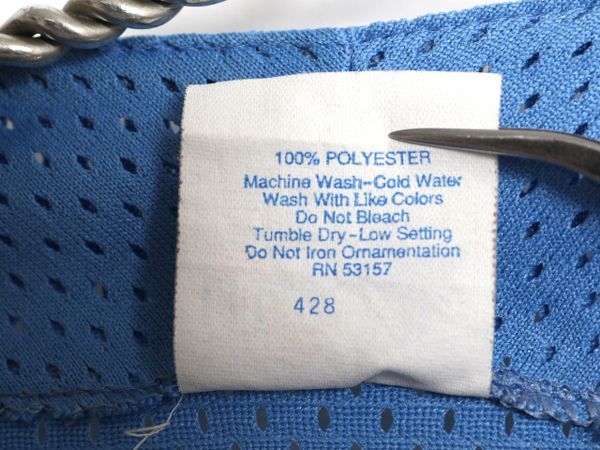 100% POLYESTER
Machine Wash-Cold Water
Wash With Like Colors
Do Not Bleach
Tumble Dry-Low Setting
Do Not Iron Ornamentation
RN 53157
428